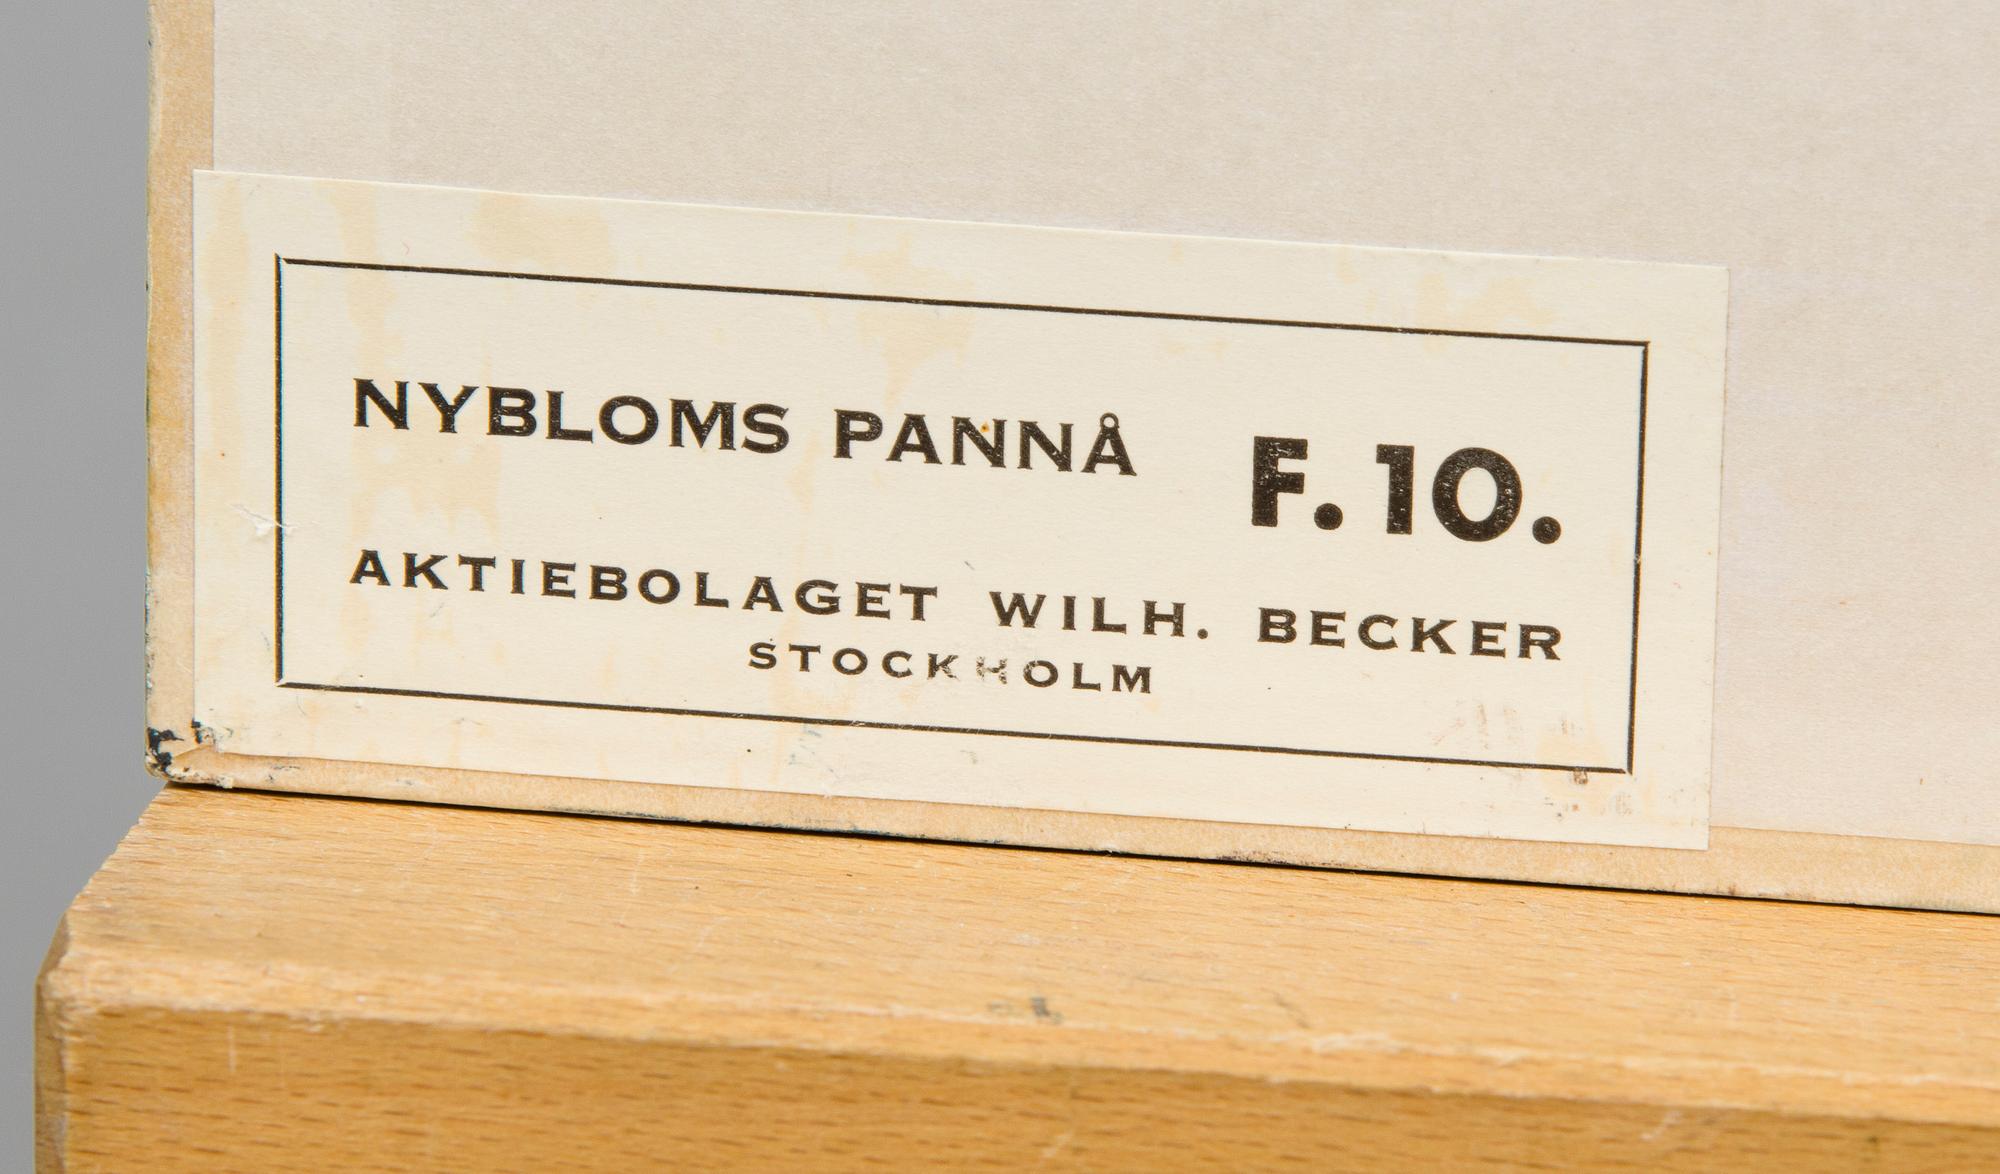 NYBLOMS PANNÅ F. 10.
AKTIEBOLAGET WILH. BECKER
STOCKHOLM